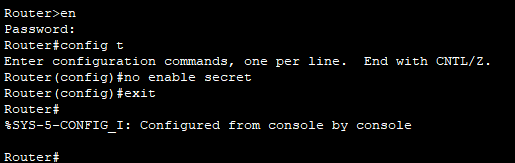 Router>en
Password:
Router#config t
Enter configuration commands, one per line.  End with CNTL/Z.
Router(config)#no enable secret
Router(config)#exit
Router#
%SYS-5-CONFIG_I: Configured from console by console
Router#